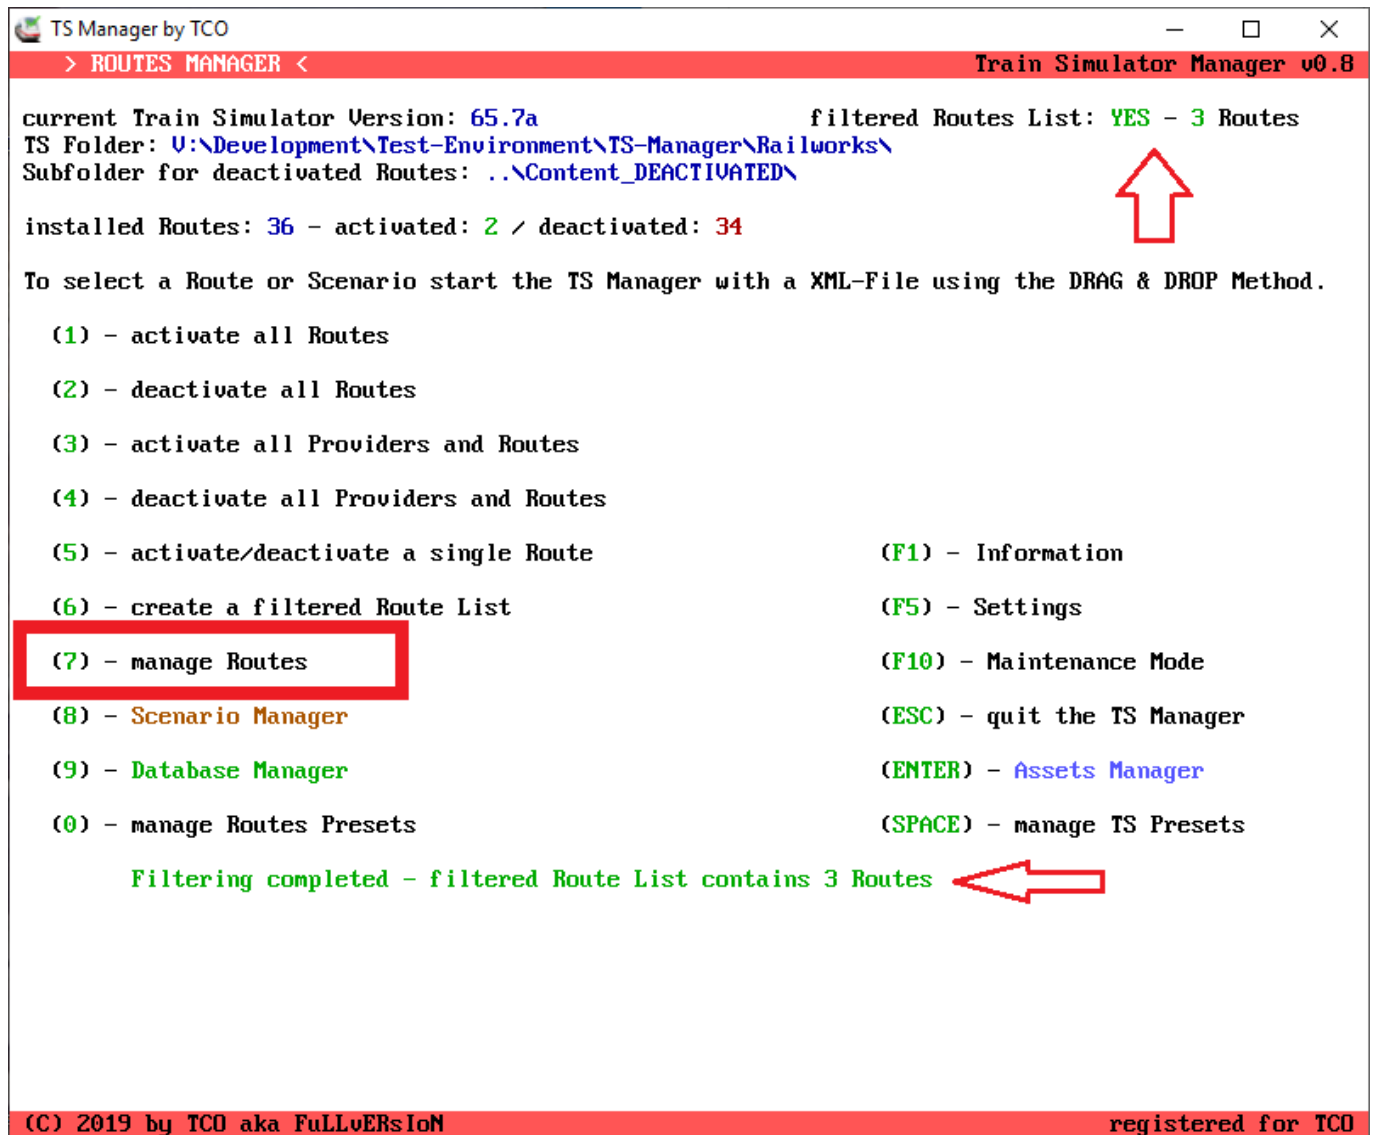 TS Manager by TCO
> ROUTES MANAGER < Train Simulator Manager v0.8
current Train Simulator Version: 65.7a filtered Routes List: YES - 3 Routes
TS Folder: V:\Development\Test-Environment\TS-Manager\Railworks\
Subfolder for deactivated Routes: ..\Content_DEACTIVATED\
installed Routes: 36 - activated: 2 / deactivated: 34
To select a Route or Scenario start the TS Manager with a XML-File using the DRAG & DROP Method.
(1) - activate all Routes
(2) - deactivate all Routes
(3) - activate all Providers and Routes
(4) - deactivate all Providers and Routes
(5) - activate/deactivate a single Route (F1) - Information
(6) - create a filtered Route List (F5) - Settings
(7) - manage Routes (F10) - Maintenance Mode
(8) - Scenario Manager (ESC) - quit the TS Manager
(9) - Database Manager (ENTER) - Assets Manager
(0) - manage Routes Presets (SPACE) - manage TS Presets
Filtering completed - filtered Route List contains 3 Routes
(C) 2019 by TCO aka FuLLvERsIoN registered for TCO